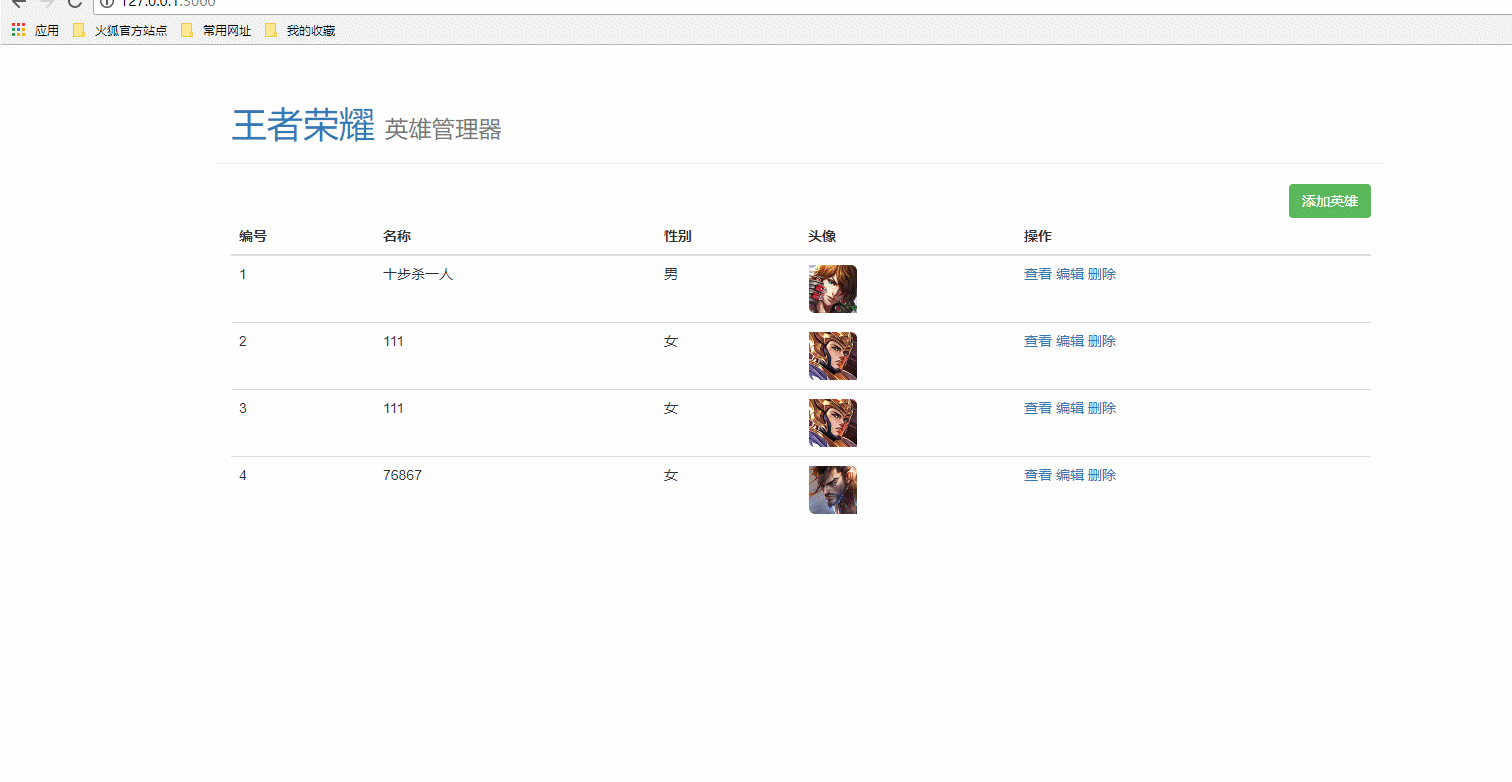 127.0.0.1:3000
应用 火狐官方站点 常用网址 我的收藏
王者荣耀 英雄管理器
添加英雄
编号 名称 性别 头像 操作
1 十步杀一人 男 查看 编辑 删除
2 111 女 查看 编辑 删除
3 111 女 查看 编辑 删除
4 76867 女 查看 编辑 删除